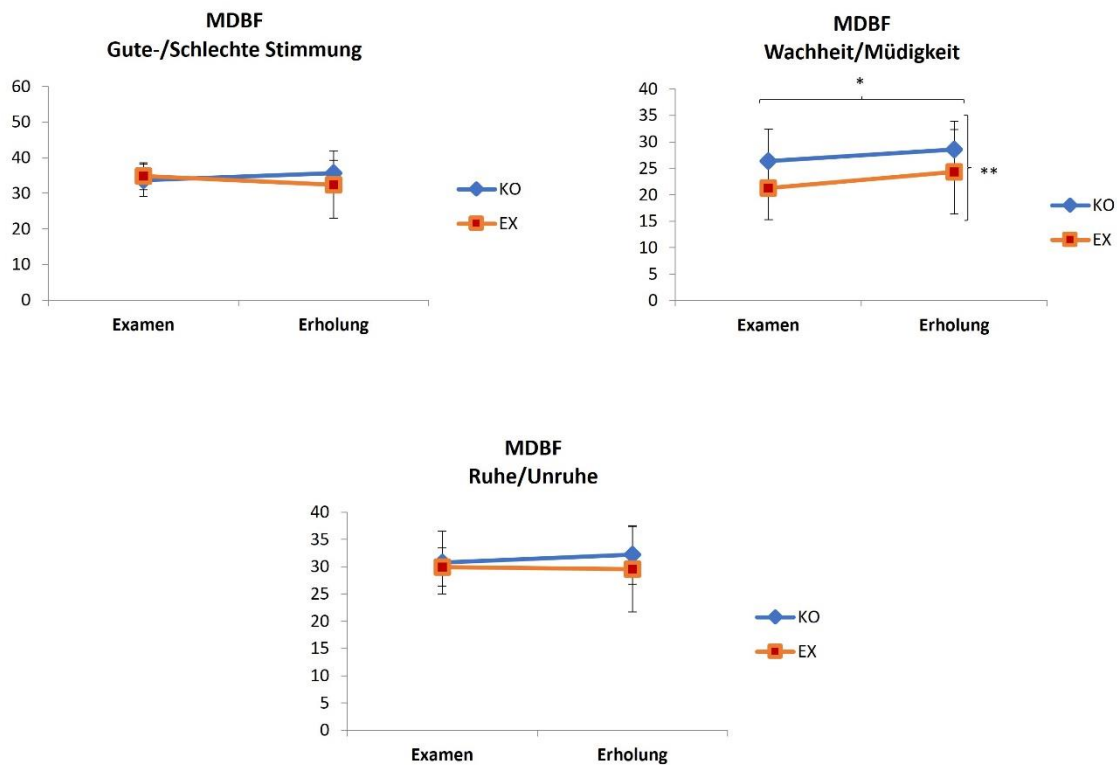 MDBF
Gute-/Schlechte Stimmung
60
50
40
30
20
10
0
Examen Erholung
KO
EX
MDBF
Wachheit/Müdigkeit
40
35
30
25
20
15
10
5
0
*
**
Examen Erholung
KO
EX
MDBF
Ruhe/Unruhe
40
35
30
25
20
15
10
5
0
Examen Erholung
KO
EX